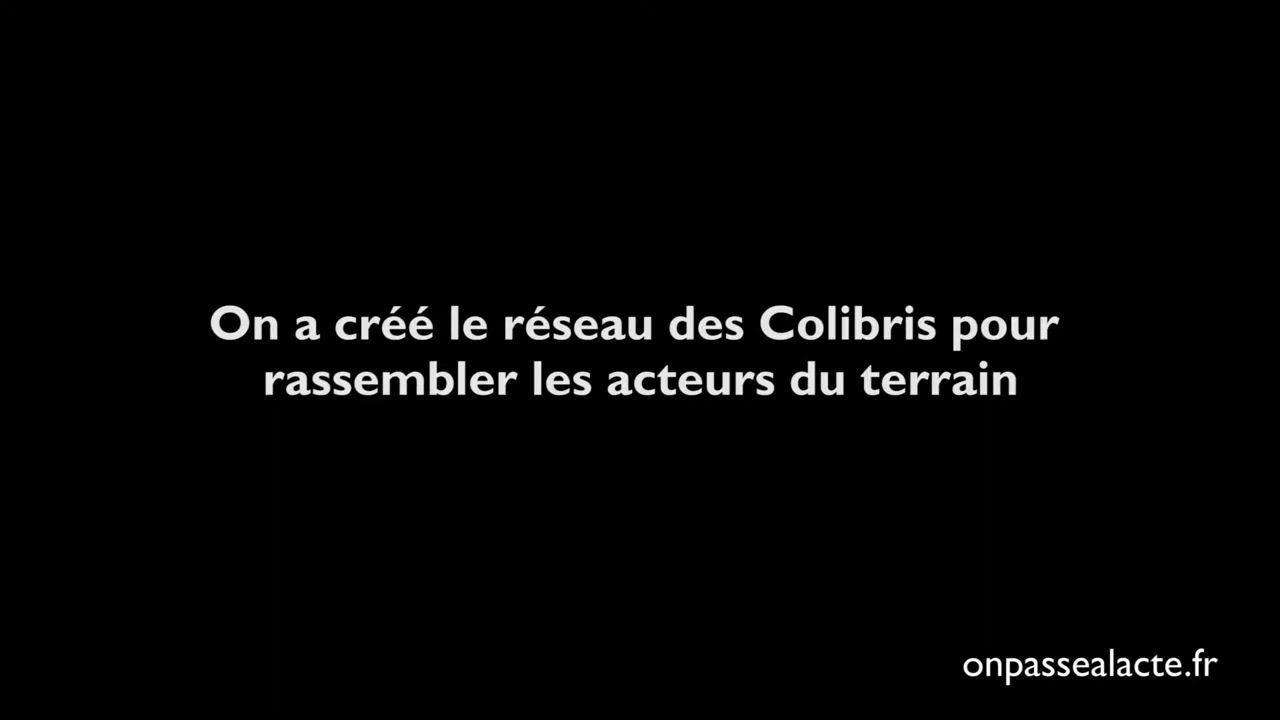 On a créé le réseau des Colibris pour
rassembler les acteurs du terrain
onpassealacte.fr